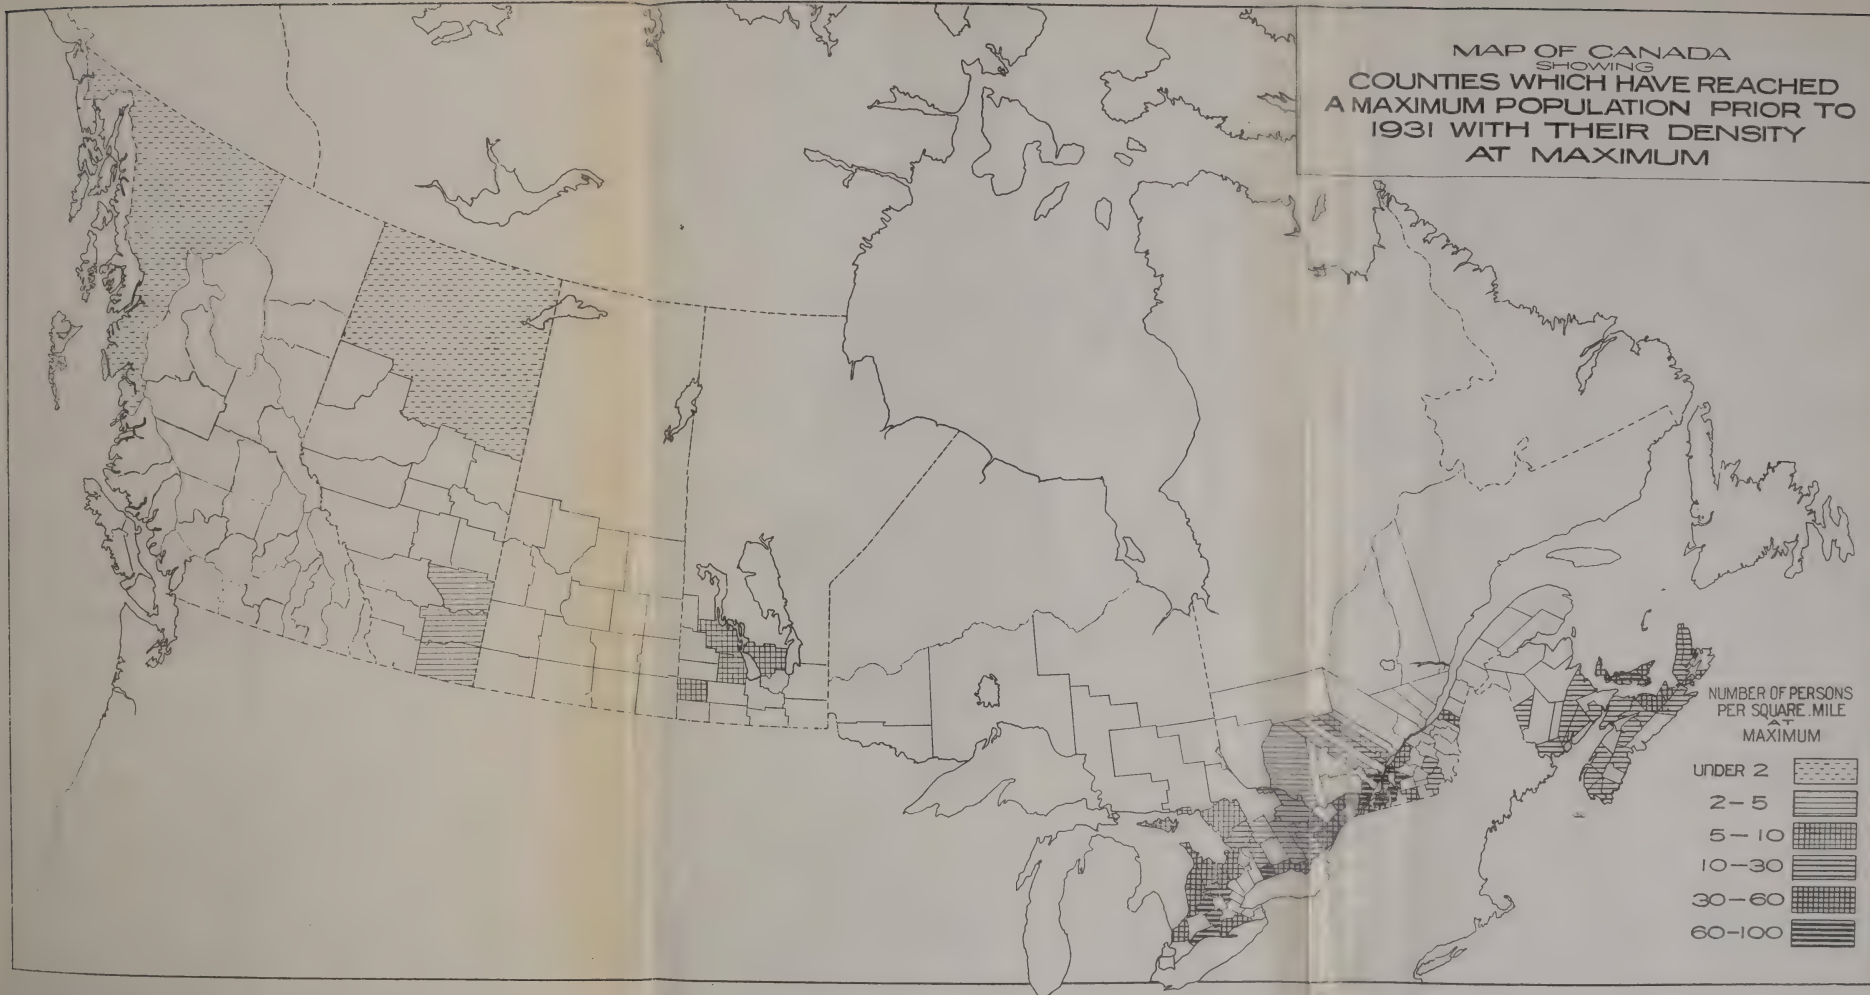 MAP OF CANADA
SHOWING
COUNTIES WHICH HAVE REACHED
A MAXIMUM POPULATION PRIOR TO
1931 WITH THEIR DENSITY
AT MAXIMUM
NUMBER OF PERSONS
PER SQUARE MILE
AT
MAXIMUM
UNDER 2
2-5
5-10
10-30
30-60
60-100